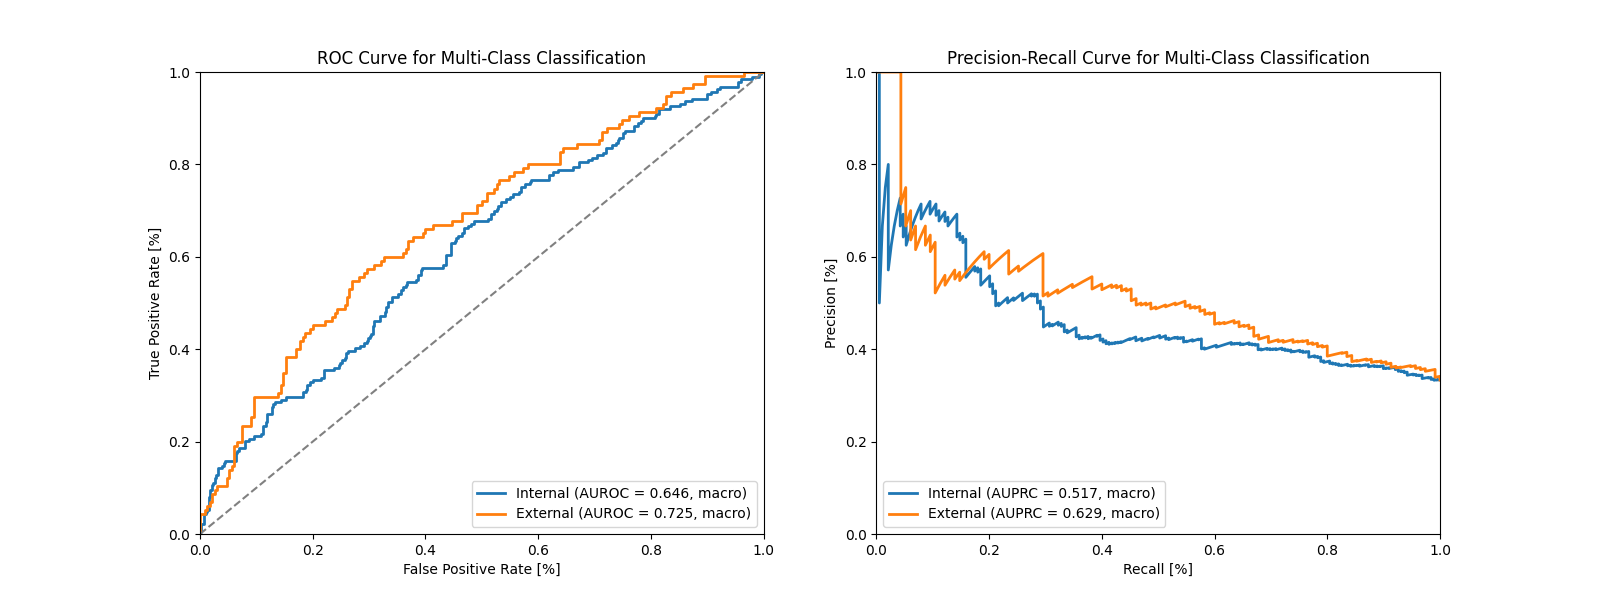 ROC Curve for Multi-Class Classification
True Positive Rate [%]
1.0
0.8
0.6
0.4
0.2
0.0
Internal (AUROC = 0.646, macro)
External (AUROC = 0.725, macro)
0.0 0.2 0.4 0.6 0.8 1.0
False Positive Rate [%]
Precision-Recall Curve for Multi-Class Classification
Precision [%]
1.0
0.8
0.6
0.4
0.2
0.0
Internal (AUPRC = 0.517, macro)
External (AUPRC = 0.629, macro)
0.0 0.2 0.4 0.6 0.8 1.0
Recall [%]